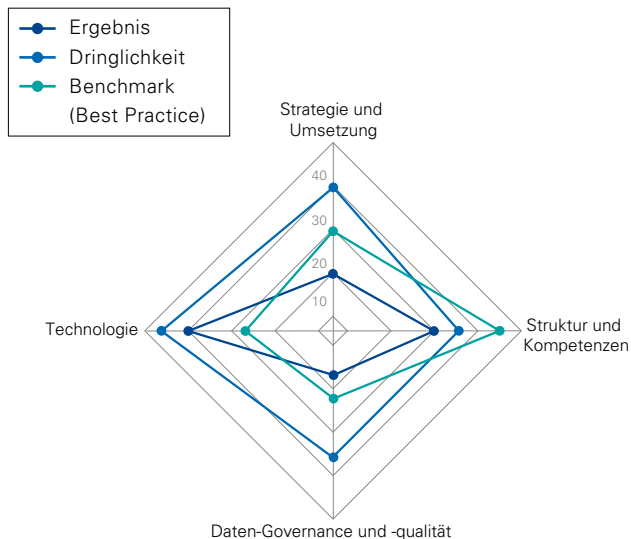 Ergebnis
Dringlichkeit
Benchmark
(Best Practice)
Strategie und
Umsetzung
40
30
20
10
Technologie
Struktur und
Kompetenzen
Daten-Governance und -qualität